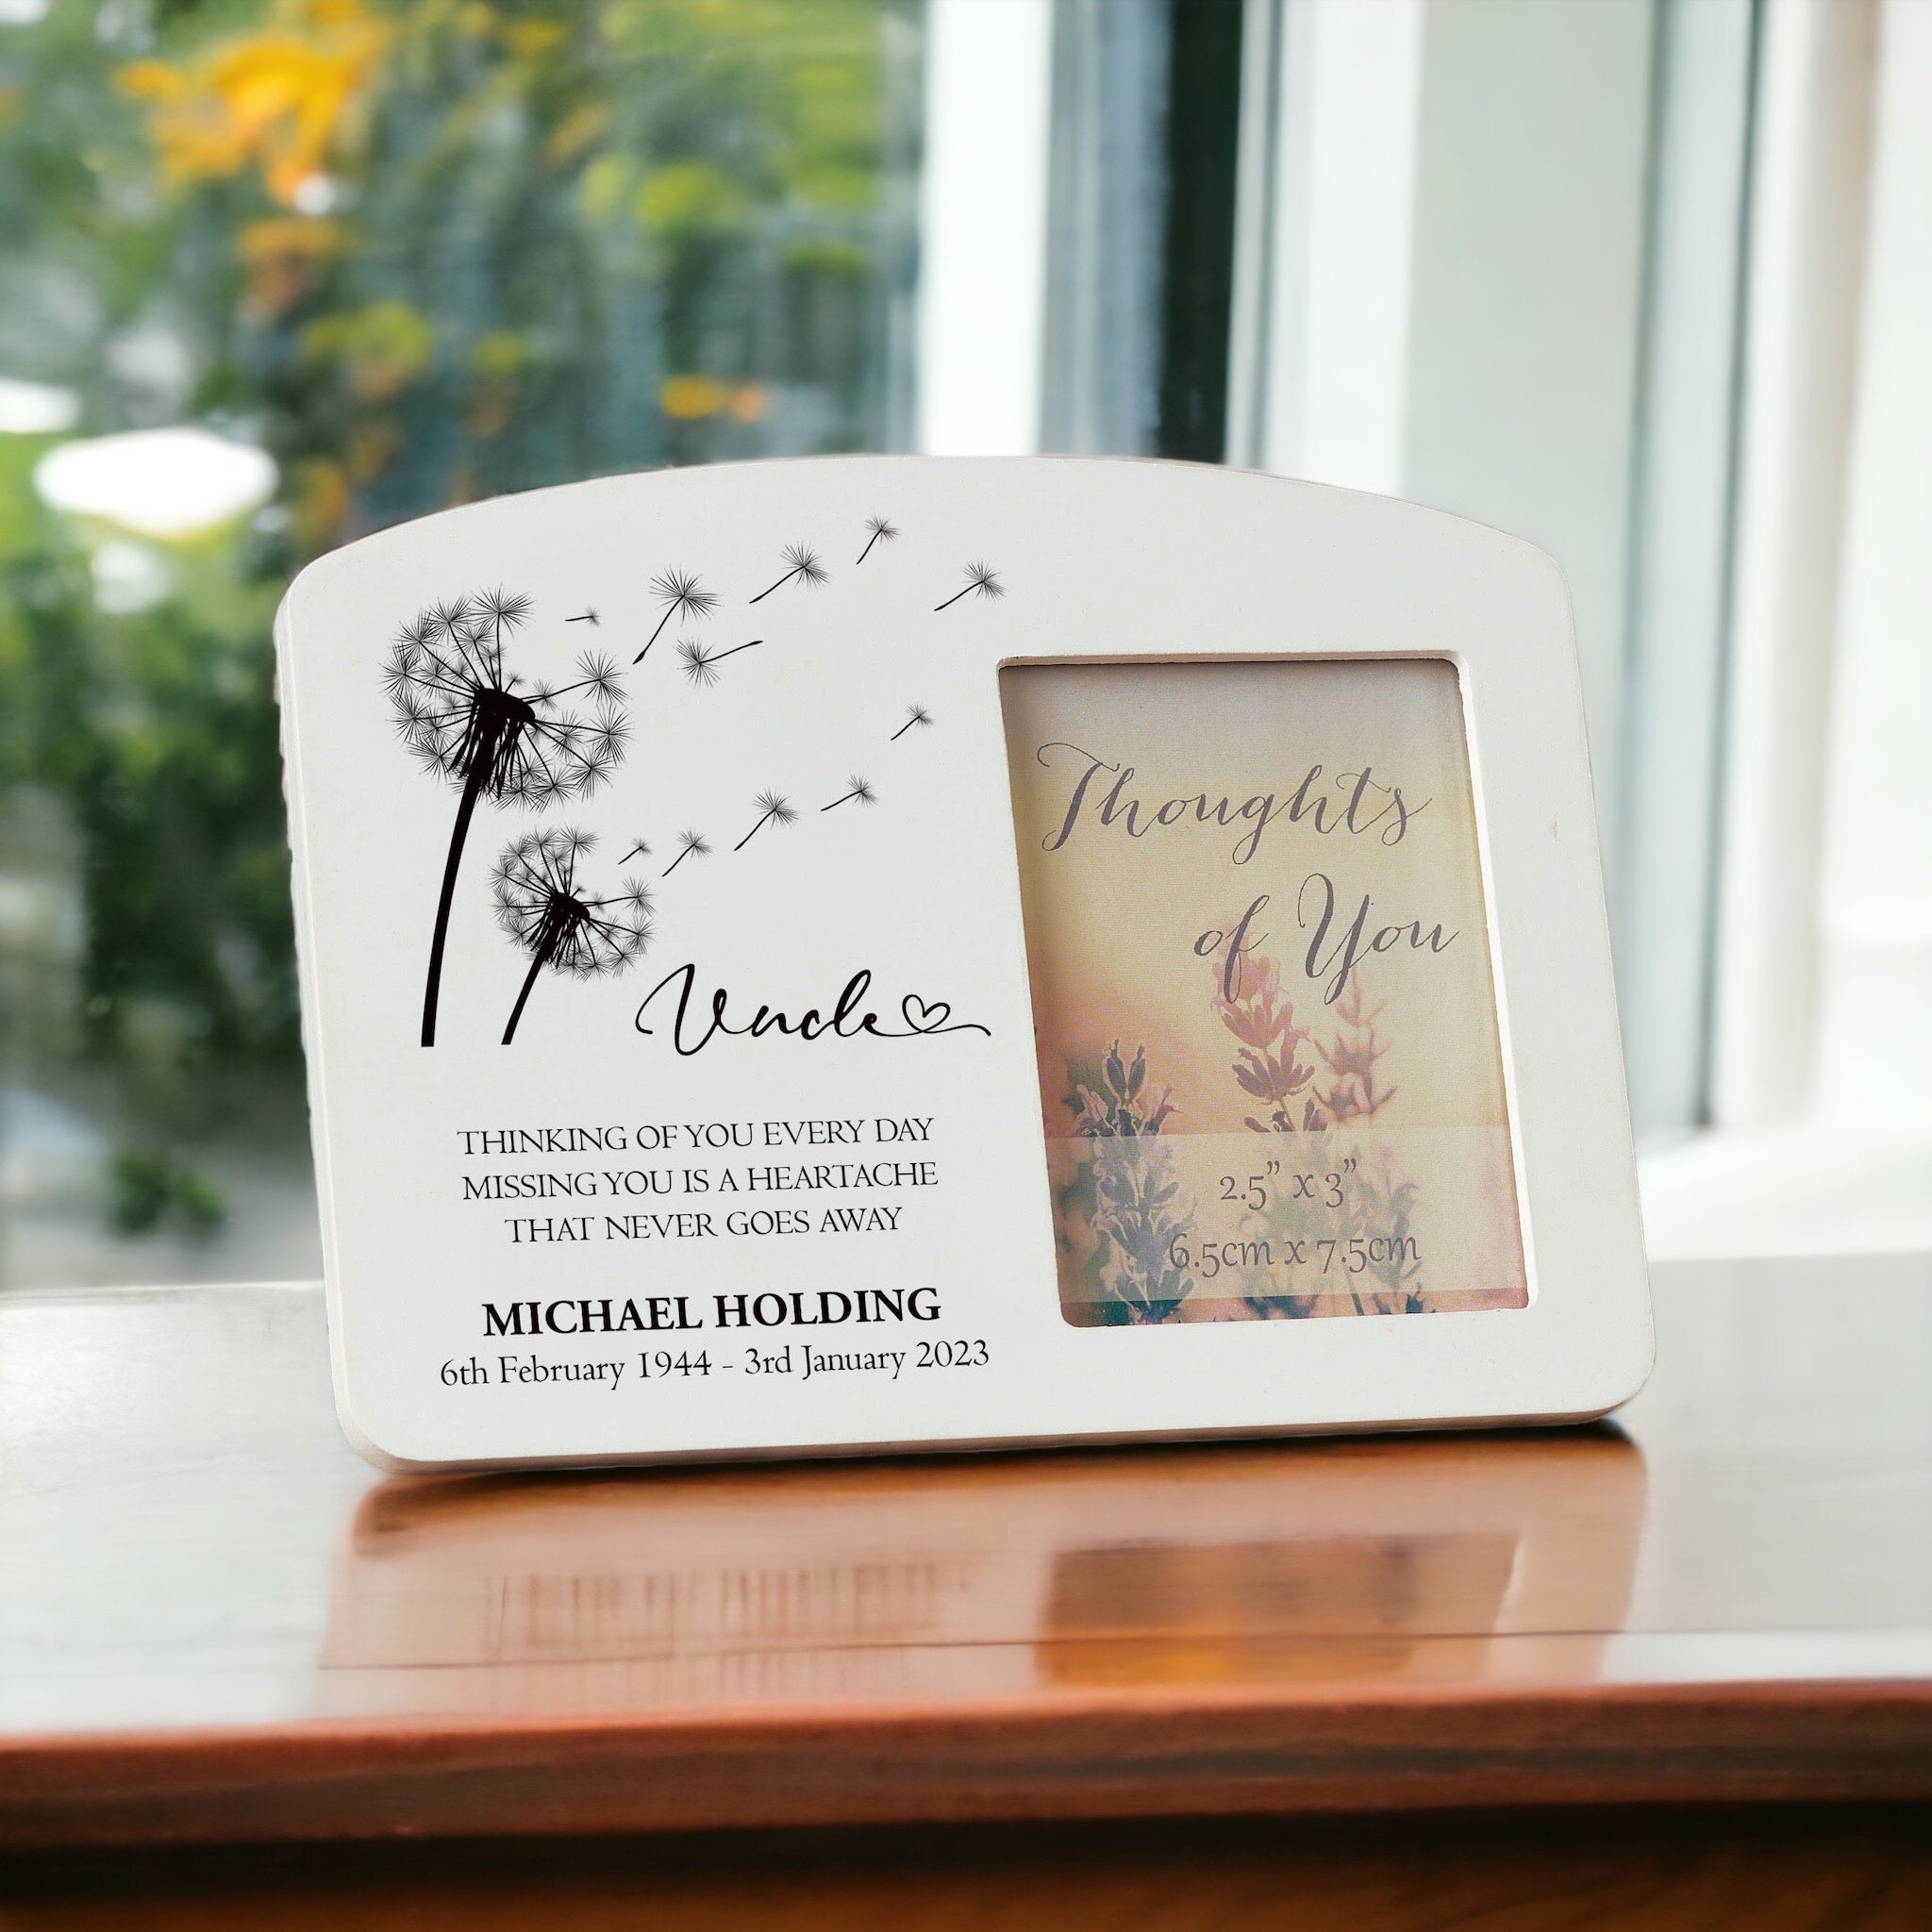 Uncle
THINKING OF YOU EVERY DAY
MISSING YOU IS A HEARTACHE
THAT NEVER GOES AWAY
MICHAEL HOLDING
6th February 1944 - 3rd January 2023
Thoughts
of You
2.5" x 3"
6.5cm x 7.5cm